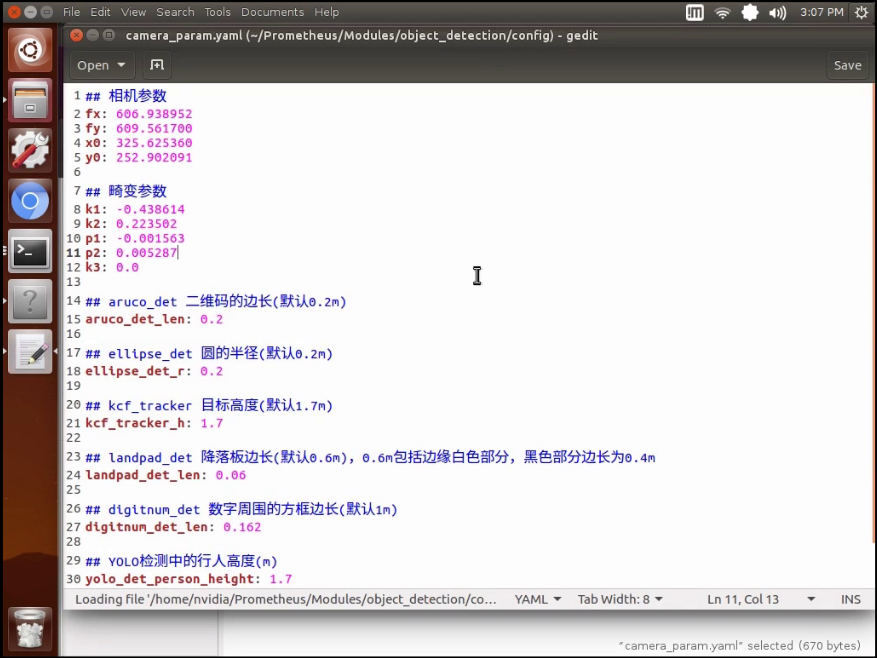 File Edit View Search Tools Documents Help 3:07 PM
camera_param.yaml (~/Prometheus/Modules/object_detection/config) - gedit
Open Save
1 ## 相机参数
2 fx: 606.938952
3 fy: 609.561700
4 x0: 325.625360
5 y0: 252.902091
6
7 ## 畸变参数
8 k1: -0.438614
9 k2: 0.223502
10 p1: -0.001563
11 p2: 0.005287
12 k3: 0.0
13
14 ## aruco_det 二维码的边长(默认0.2m)
15 aruco_det_len: 0.2
16
17 ## ellipse_det 圆的半径(默认0.2m)
18 ellipse_det_r: 0.2
19
20 ## kcf_tracker 目标高度(默认1.7m)
21 kcf_tracker_h: 1.7
22
23 ## landpad_det 降落板边长(默认0.6m)，0.6m包括边缘白色部分，黑色部分边长为0.4m
24 landpad_det_len: 0.06
25
26 ## digitnum_det 数字周围的方框边长(默认1m)
27 digitnum_det_len: 0.162
28
29 ## YOLO检测中的行人高度(m)
30 yolo_det_person_height: 1.7
Loading file '/home/nvidia/Prometheus/Modules/object_detection/co... YAML Tab Width: 8 Ln 11, Col 13 INS
"camera_param.yaml" selected (670 bytes)